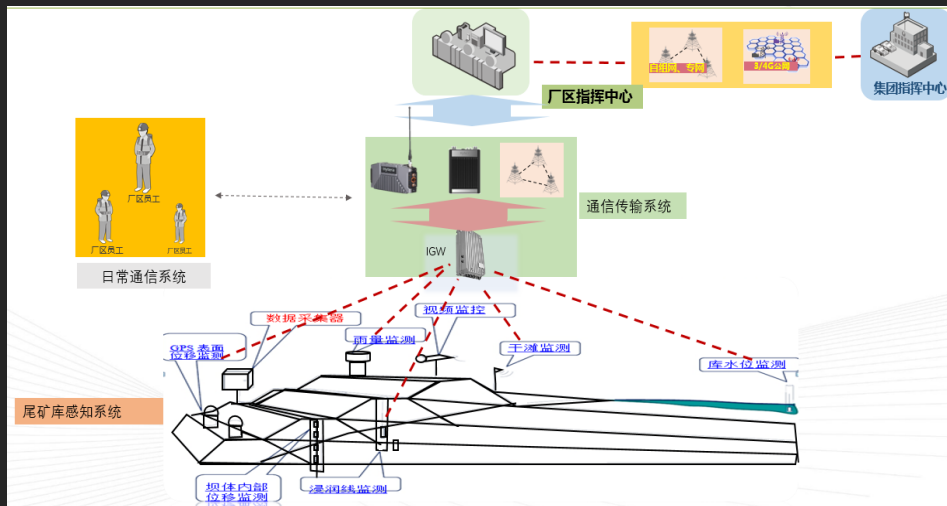 自组网、专网
3/4G公网
集团指挥中心
厂区指挥中心
厂区员工
厂区员工
厂区员工
日常通信系统
通信传输系统
IGW
数据采集器
视频监控
雨量监测
GPS 表面
位移监测
干滩监测
库水位监测
尾矿库感知系统
坝体内部
位移监测
浸润线监测